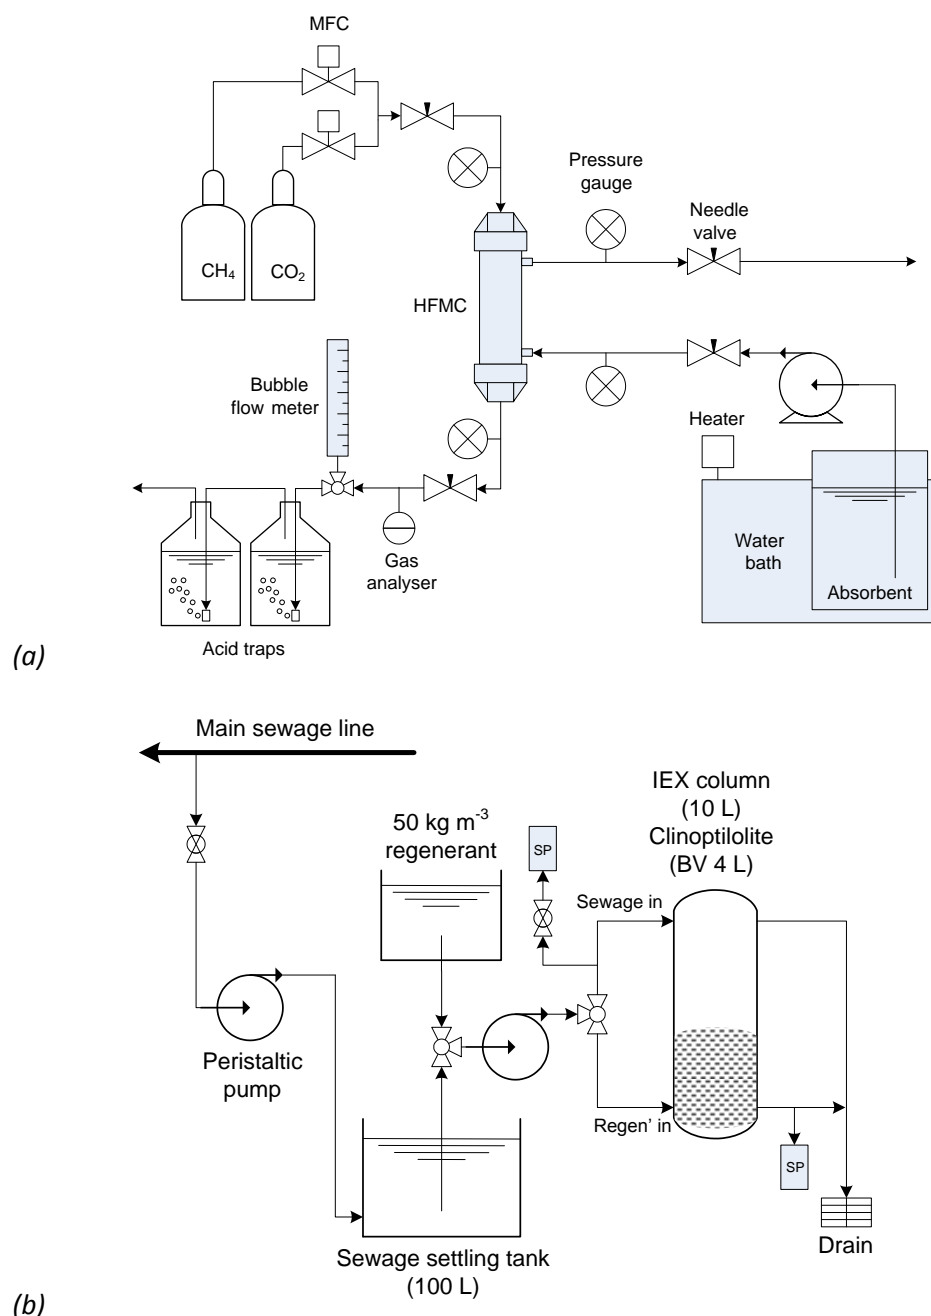 MFC
CH₄
CO₂
Pressure
gauge
Needle
valve
HFMC
Bubble
flow meter
Heater
Gas
analyser
Water
bath
Absorbent
Acid traps
(a)
Main sewage line
IEX column
(10 L)
Clinoptilolite
(BV 4 L)
50 kg m⁻³
regenerant
SP
Sewage in
Peristaltic
pump
Regen' in
SP
Sewage settling tank
(100 L)
Drain
(b)